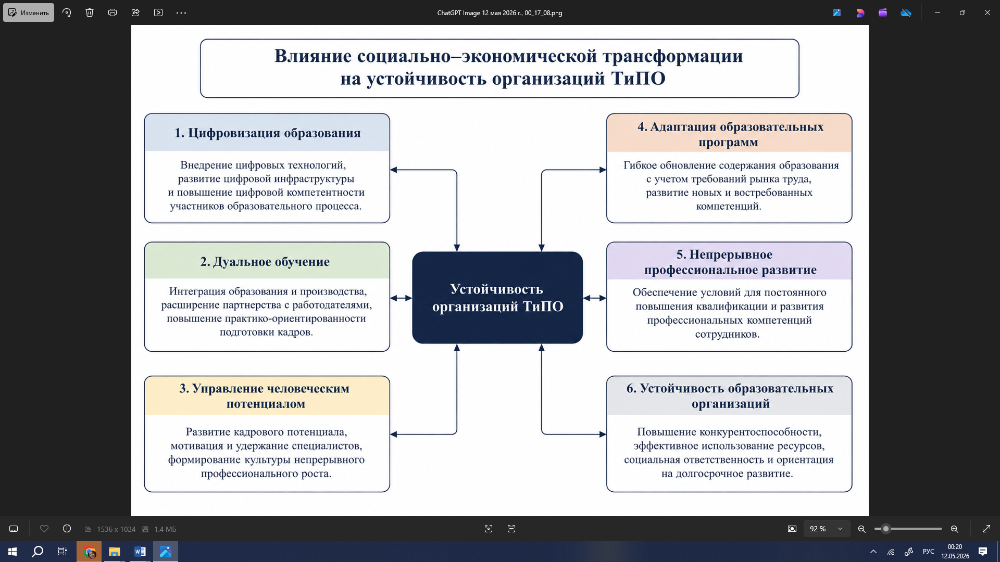 Изменить
ChatGPT Image 12 мая 2026 г., 00_17_08.png
Влияние социально–экономической трансформации
на устойчивость организаций ТиПО
1. Цифровизация образования
Внедрение цифровых технологий,
развитие цифровой инфраструктуры
и повышение цифровой компетентности
участников образовательного процесса.
2. Дуальное обучение
Интеграция образования и производства,
расширение партнерства с работодателями,
повышение практико-ориентированности
подготовки кадров.
3. Управление человеческим
потенциалом
Развитие кадрового потенциала,
мотивация и удержание специалистов,
формирование культуры непрерывного
профессионального роста.
Устойчивость
организаций ТиПО
4. Адаптация образовательных
программ
Гибкое обновление содержания образования
с учетом требований рынка труда,
развитие новых и востребованных
компетенций.
5. Непрерывное
профессиональное развитие
Обеспечение условий для постоянного
повышения квалификации и развития
профессиональных компетенций
сотрудников.
6. Устойчивость образовательных
организаций
Повышение конкурентоспособности,
эффективное использование ресурсов,
социальная ответственность и ориентация
на долгосрочное развитие.
1536 x 1024
1.4 МБ
92 %
РУС
00:20
12.05.2026